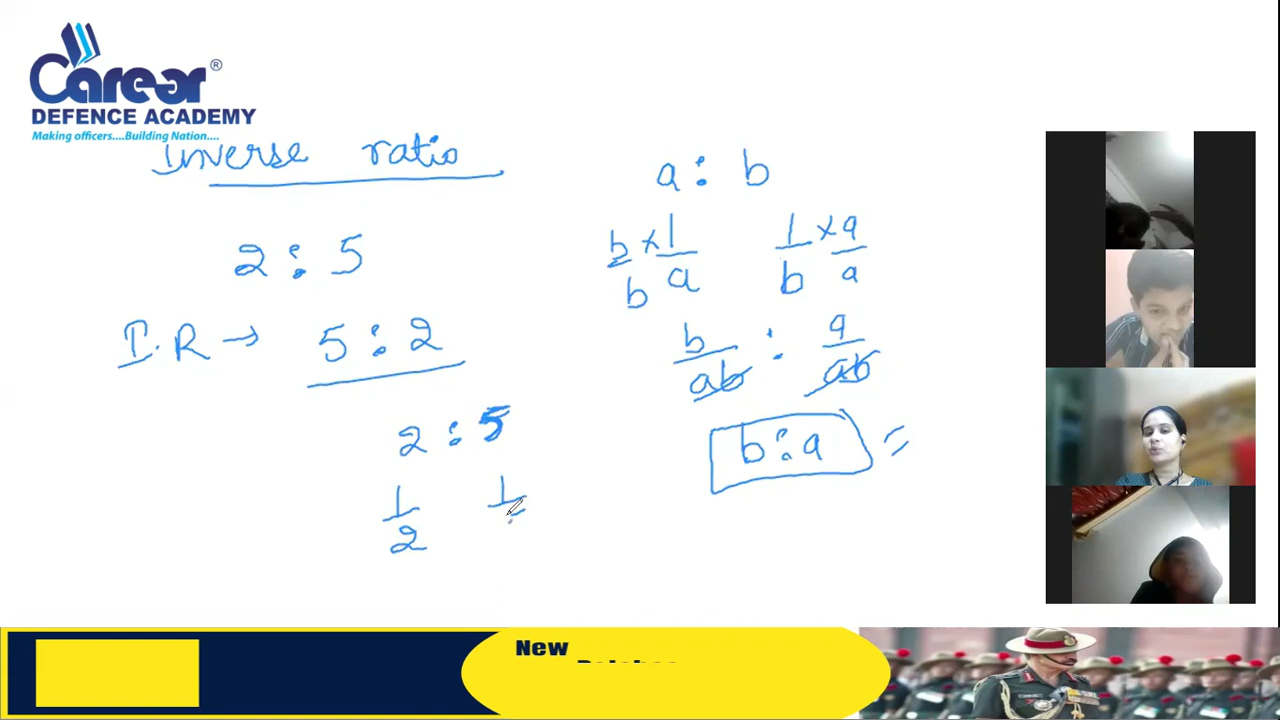 Carear®
DEFENCE ACADEMY
Making officers....Building Nation....
Inverse ratio
2 : 5
I.R → 5 : 2
2 : 5
1/2 1/
a : b
b/b × 1/a 1/b × a/a
b/ab : a/ab
b : a =
New